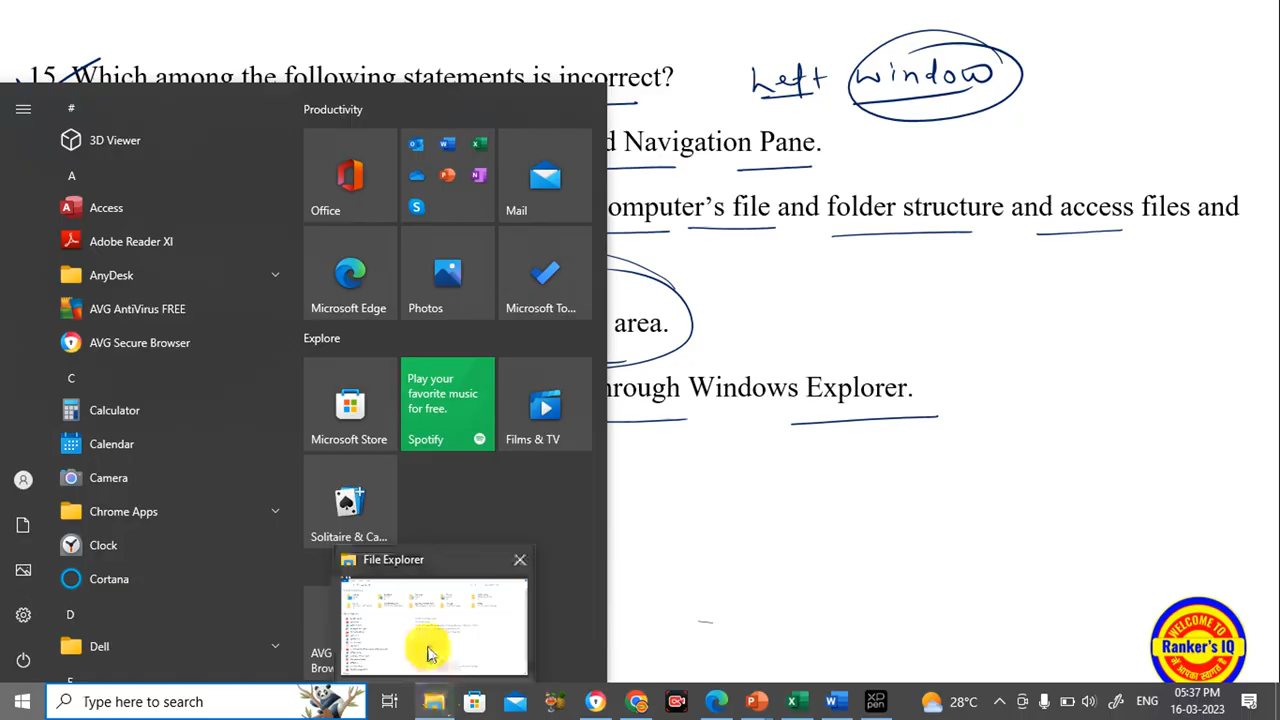 15. Which among the following statements is incorrect?
Left window
d Navigation Pane.
omputer's file and folder structure and access files and
area.
hrough Windows Explorer.
#
3D Viewer
A
Access
Adobe Reader XI
AnyDesk
AVG AntiVirus FREE
AVG Secure Browser
C
Calculator
Calendar
Camera
Chrome Apps
Clock
Cortana
D
Dell
Productivity
Office
Mail
Microsoft Edge
Photos
Microsoft To...
Explore
Microsoft Store
Play your
favorite music
for free.
Spotify
Films & TV
Solitaire & Ca...
AVG
Brow
File Explorer
WELCOME TO
Ranker's IQ
Type here to search
28°C
ENG
05:37 PM
16-03-2023